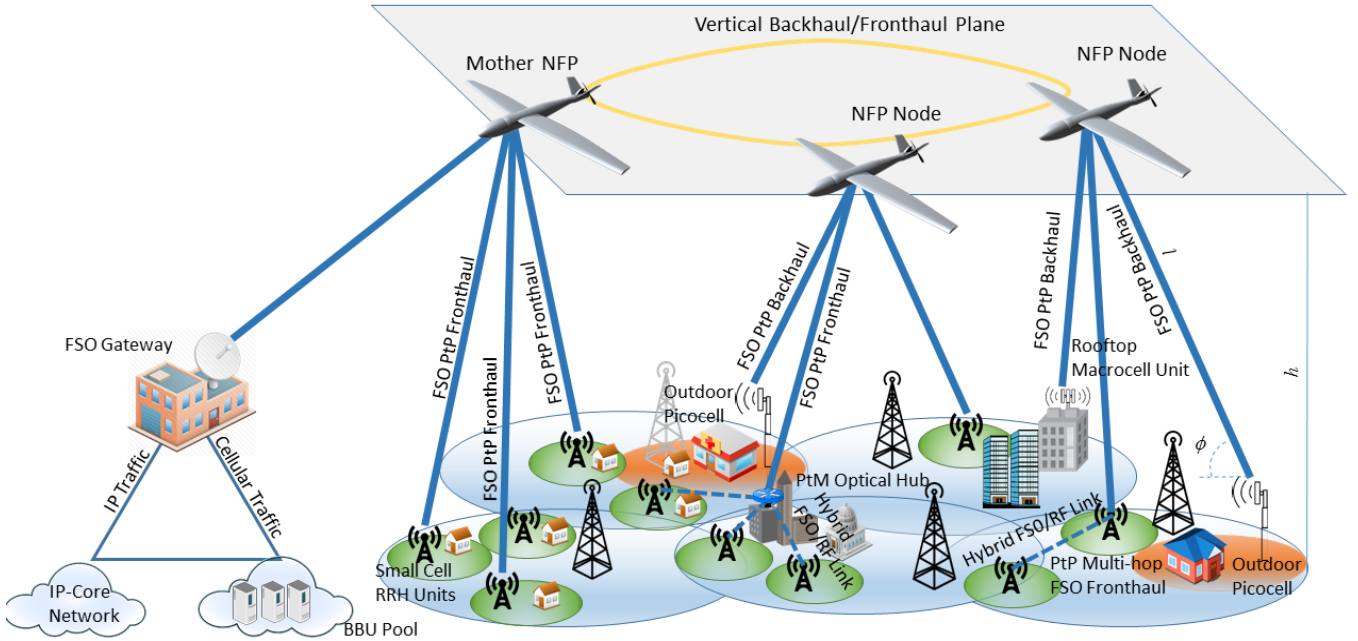 Vertical Backhaul/Fronthaul Plane
Mother NFP
NFP Node
NFP Node
FSO PtP Fronthaul
FSO PtP Fronthaul
FSO PtP Fronthaul
FSO PtP Backhaul
FSO PtP Fronthaul
FSO PtP Backhaul
FSO PtP Backhaul
l
h
ϕ
FSO Gateway
Rooftop
Macrocell Unit
Outdoor
Picocell
PtM Optical Hub
Hybrid
FSO/RF Link
Hybrid FSO/RF Link
IP Traffic
Cellular Traffic
Small Cell
RRH Units
PtP Multi-hop
FSO Fronthaul
Outdoor
Picocell
IP-Core
Network
BBU Pool